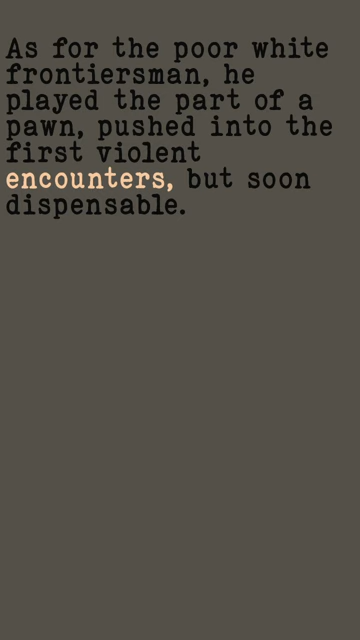 As for the poor white
frontiersman, he
played the part of a
pawn, pushed into the
first violent
encounters, but soon
dispensable.